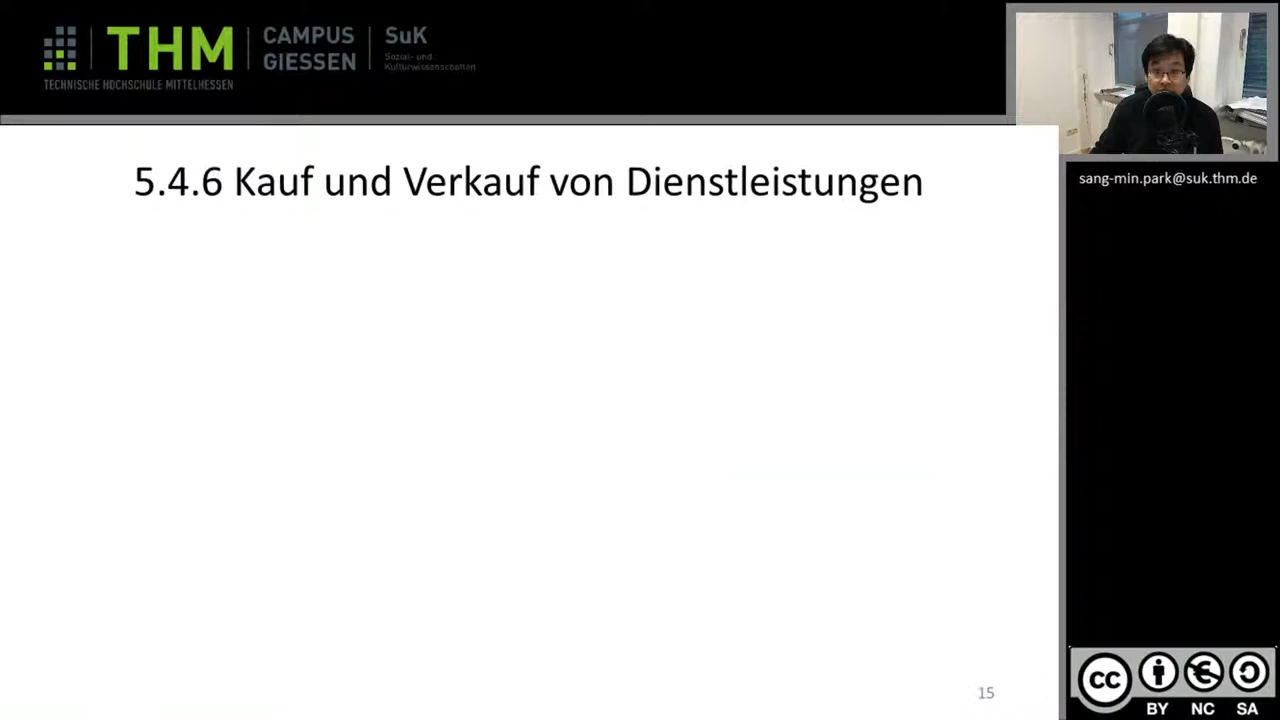 THM
CAMPUS
GIESSEN
SuK
Sozial- und
Kulturwissenschaften
TECHNISCHE HOCHSCHULE MITTELHESSEN
5.4.6 Kauf und Verkauf von Dienstleistungen
sang-min.park@suk.thm.de
15
CC
BY NC SA